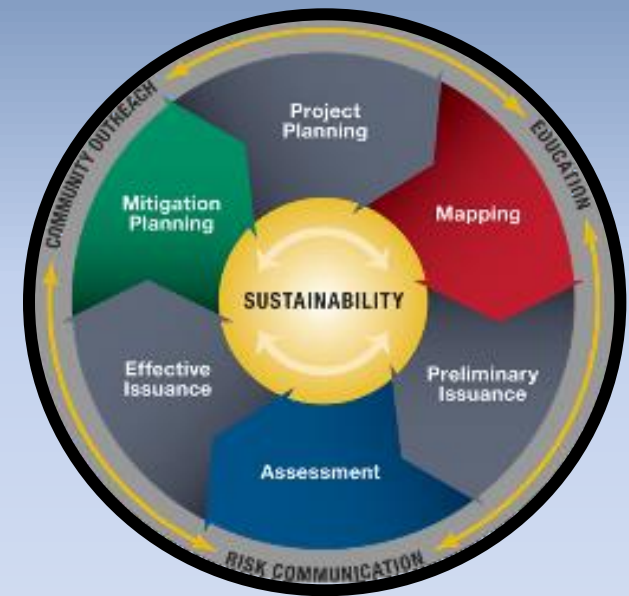 COMMUNITY OUTREACH
EDUCATION
Project
Planning
Mitigation
Planning
Mapping
SUSTAINABILITY
Effective
Issuance
Preliminary
Issuance
Assessment
RISK COMMUNICATION